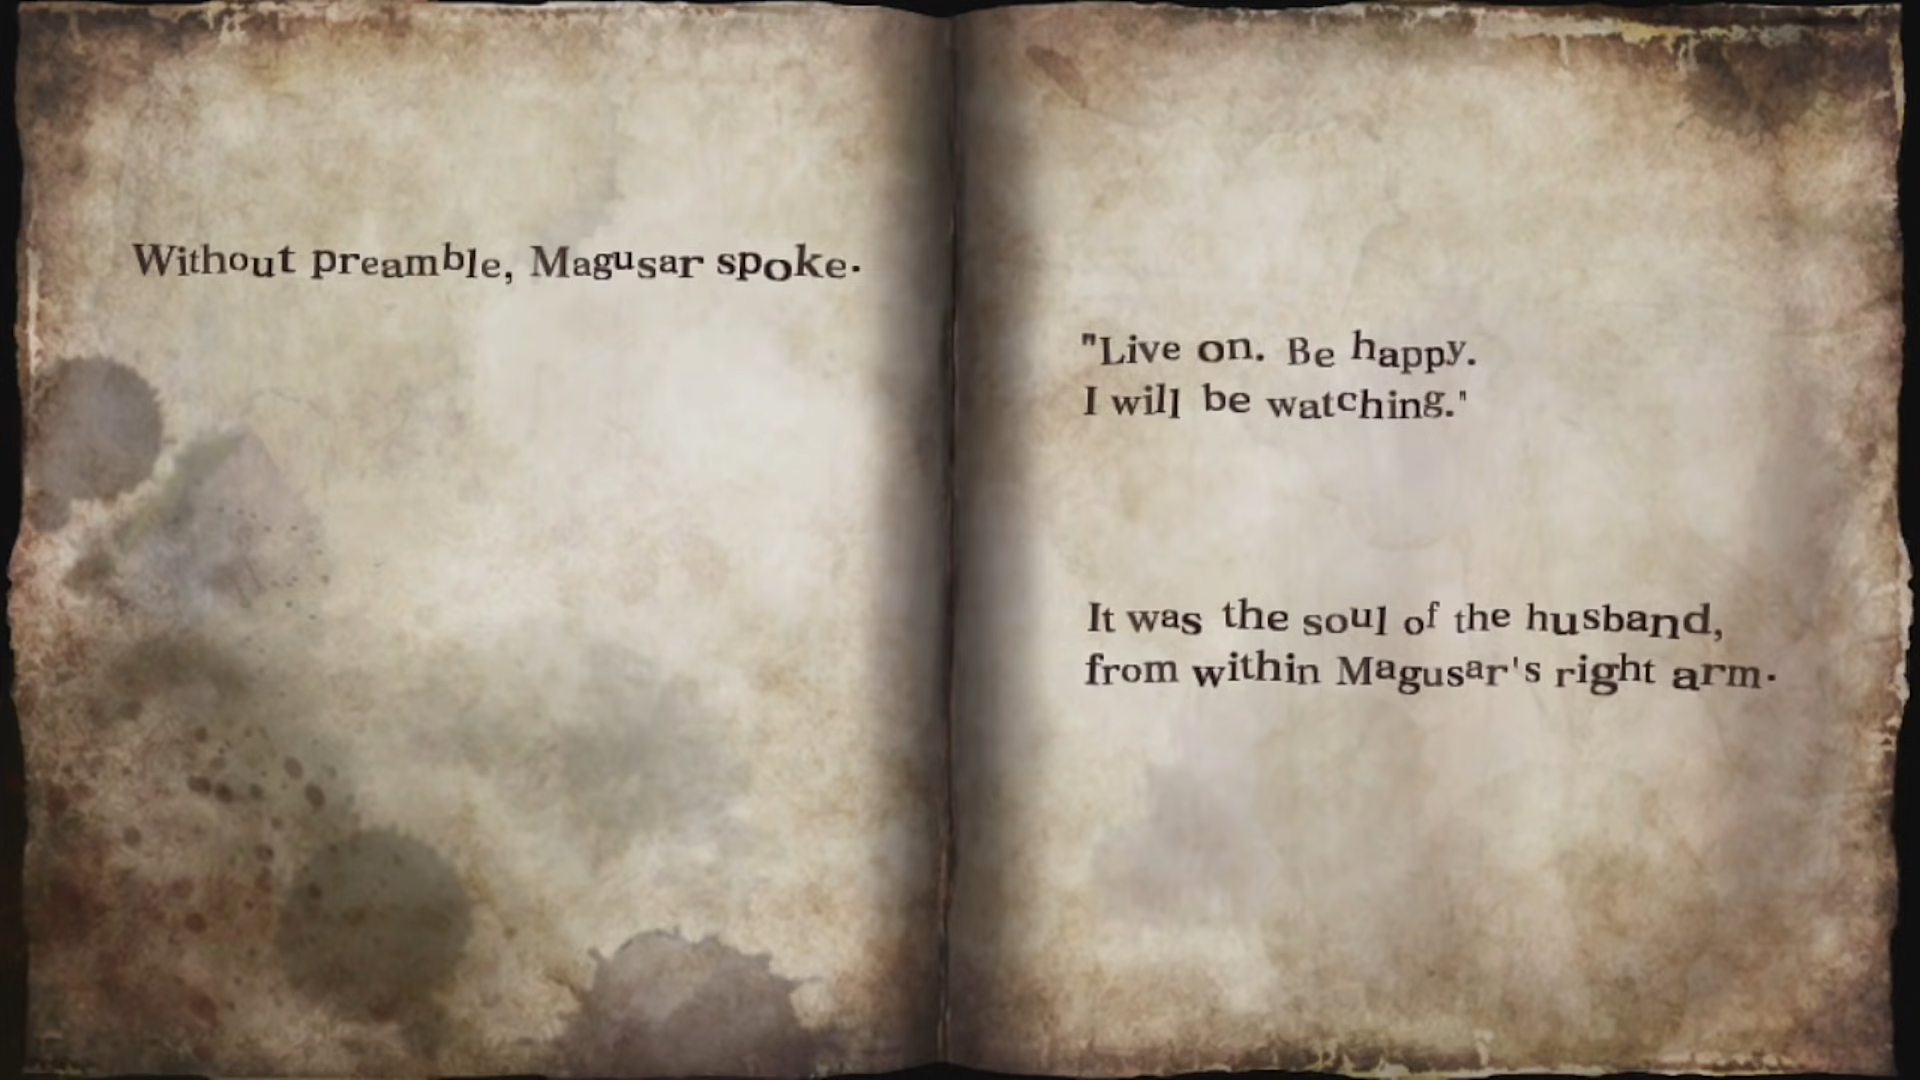 Without preamble, Magusar spoke.
"Live on. Be happy.
I will be watching."
It was the soul of the husband,
from within Magusar's right arm.